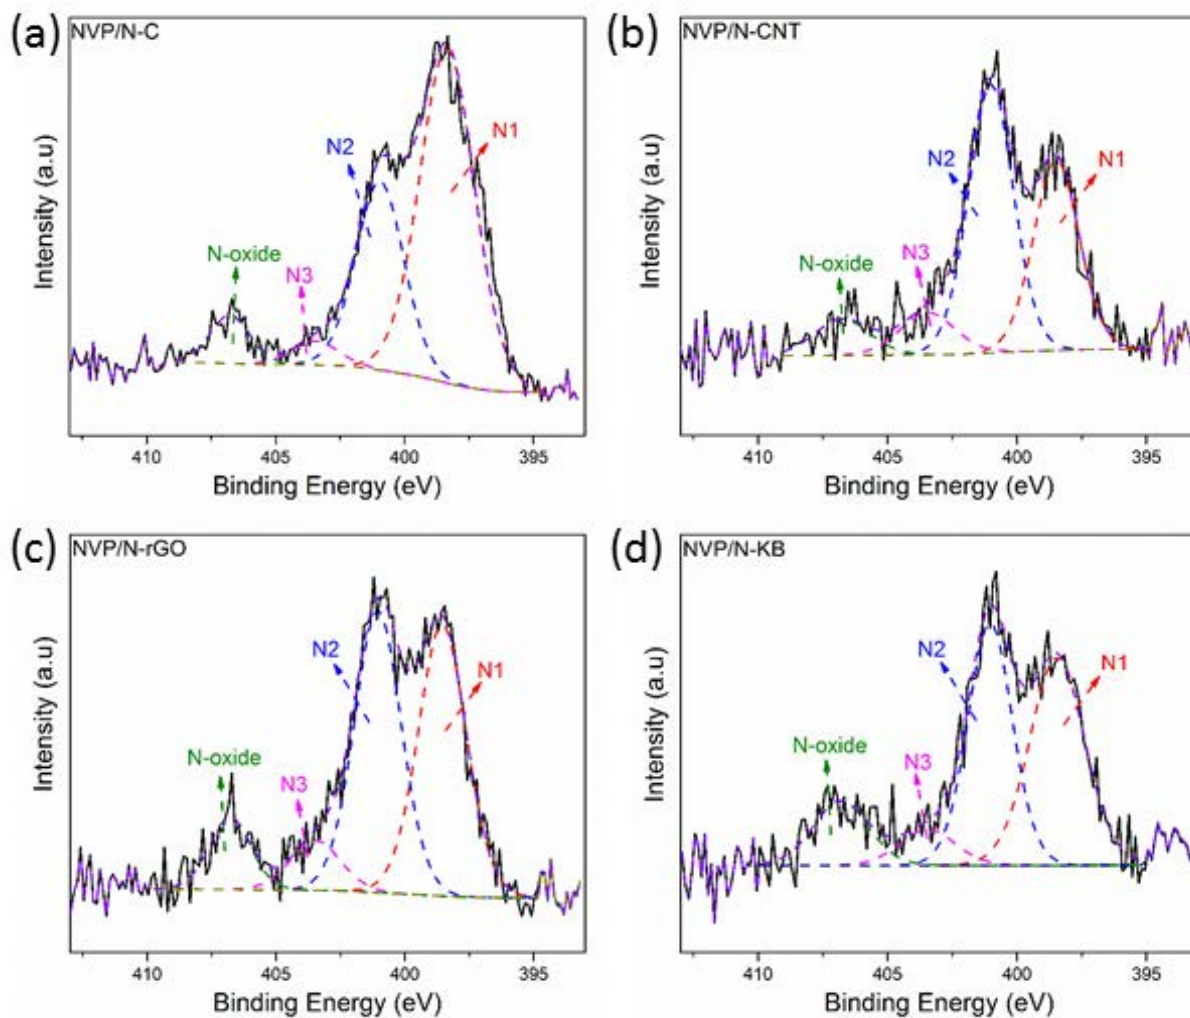 (a) NVP/N-C
N1
N2
N-oxide
N3
Intensity (a.u)
410 405 400 395
Binding Energy (eV)
(b) NVP/N-CNT
N2
N1
N3
N-oxide
Intensity (a.u)
410 405 400 395
Binding Energy (eV)
(c) NVP/N-rGO
N2
N1
N-oxide
N3
Intensity (a.u)
410 405 400 395
Binding Energy (eV)
(d) NVP/N-KB
N2
N1
N-oxide
N3
Intensity (a.u)
410 405 400 395
Binding Energy (eV)